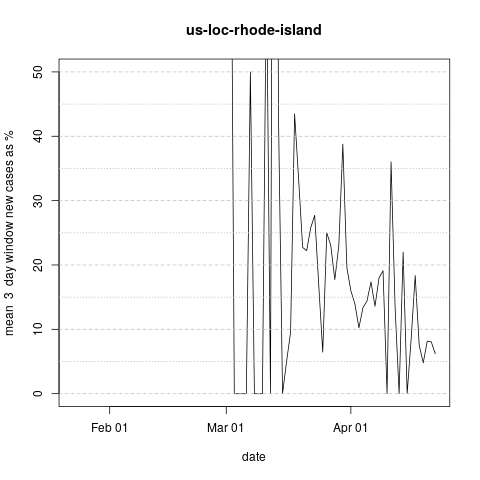 us-loc-rhode-island
mean  3  day window new cases as %
50
40
30
20
10
0
Feb 01
Mar 01
Apr 01
date